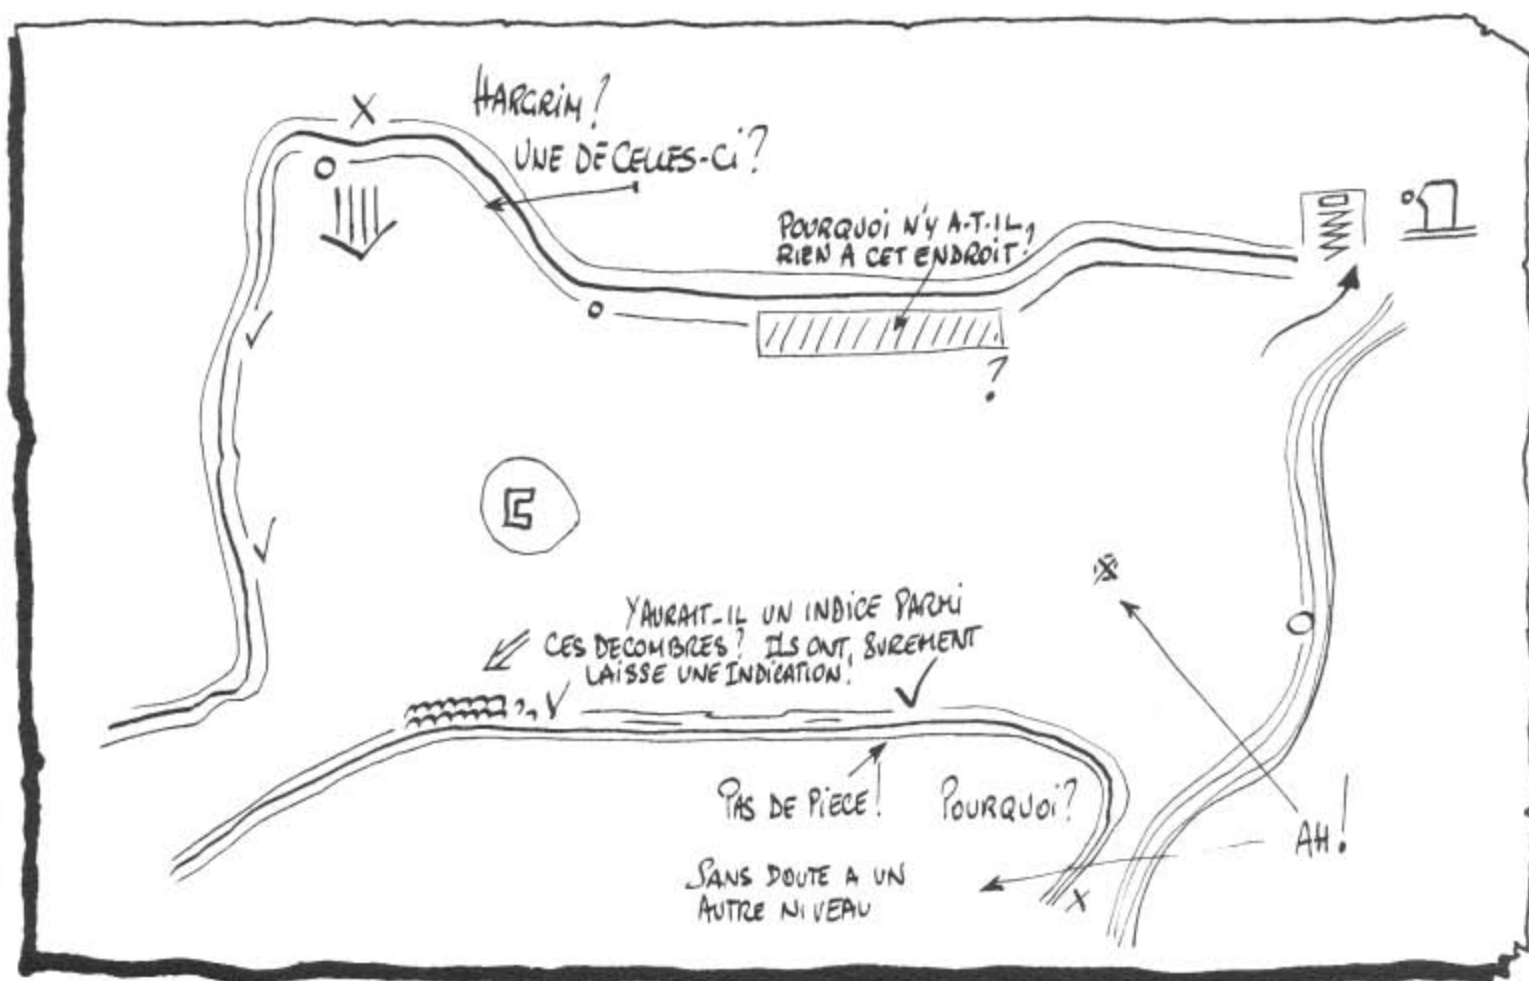 HARGRIM?
UNE DE CELLES-CI?
POURQUOI N'Y A-T-IL
RIEN A CET ENDROIT?
?
Y AURAIT-IL UN INDICE PARMI
CES DECOMBRES? ILS ONT SUREMENT
LAISSE UNE INDICATION!
PAS DE PIECE!
POURQUOI?
AH!
SANS DOUTE A UN
AUTRE NIVEAU